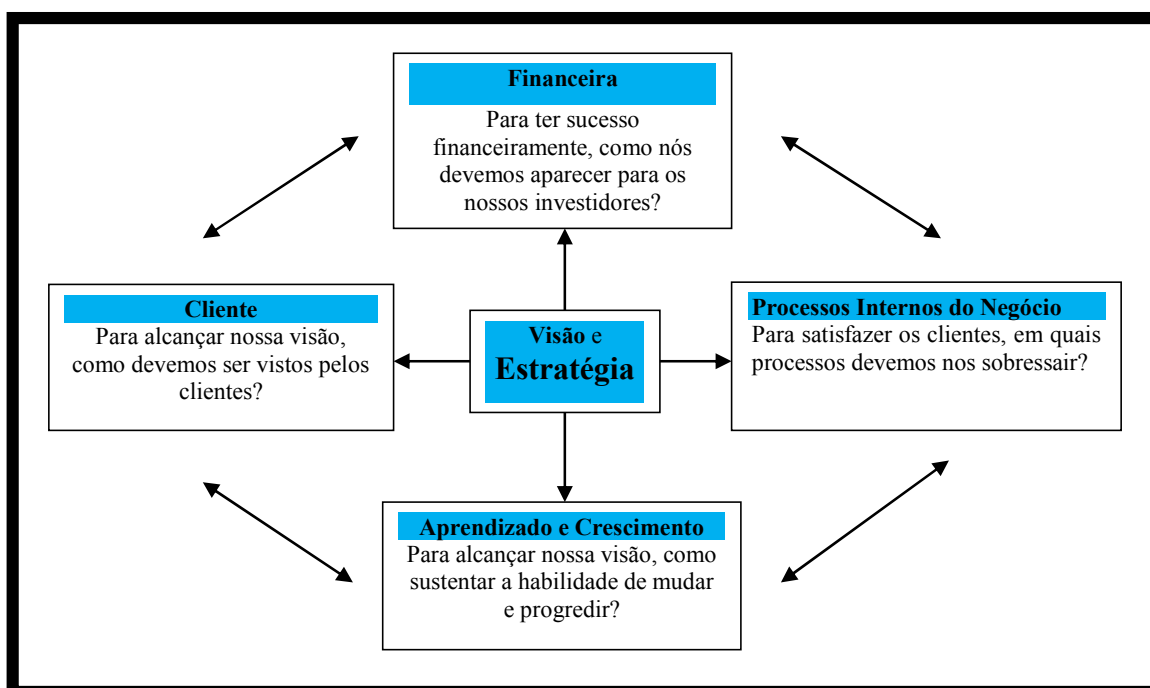 Financeira
Para ter sucesso
financeiramente, como nós
devemos aparecer para os
nossos investidores?
Cliente
Para alcançar nossa visão,
como devemos ser vistos pelos
clientes?
Visão e
Estratégia
Processos Internos do Negócio
Para satisfazer os clientes, em quais
processos devemos nos sobressair?
Aprendizado e Crescimento
Para alcançar nossa visão, como
sustentar a habilidade de mudar
e progredir?